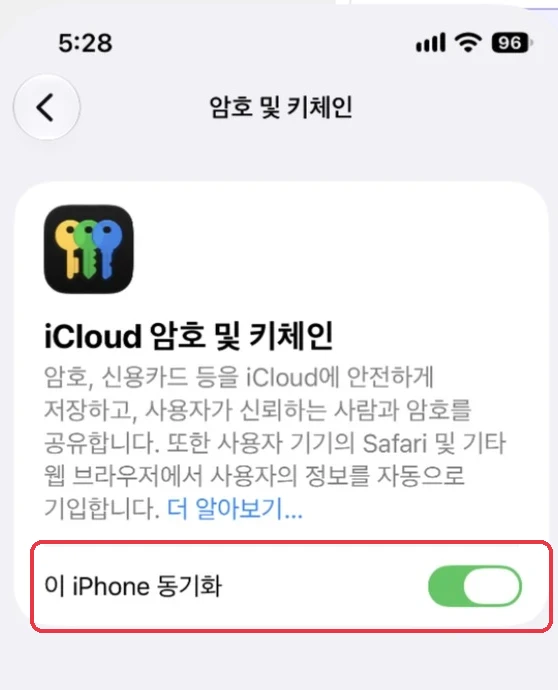 5:28
96
암호 및 키체인
iCloud 암호 및 키체인
암호, 신용카드 등을 iCloud에 안전하게
저장하고, 사용자가 신뢰하는 사람과 암호를
공유합니다. 또한 사용자 기기의 Safari 및 기타
웹 브라우저에서 사용자의 정보를 자동으로
기입합니다. 더 알아보기...
이 iPhone 동기화